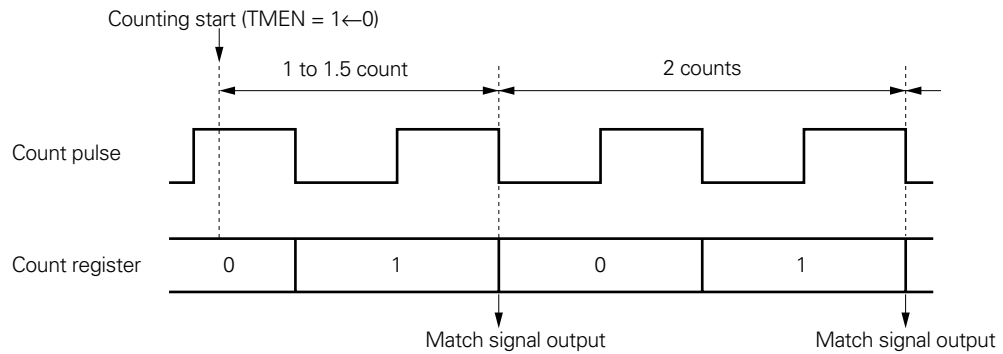 Counting start (TMEN = 1←0)
1 to 1.5 count
2 counts
Count pulse
Count register
0
1
0
1
Match signal output
Match signal output